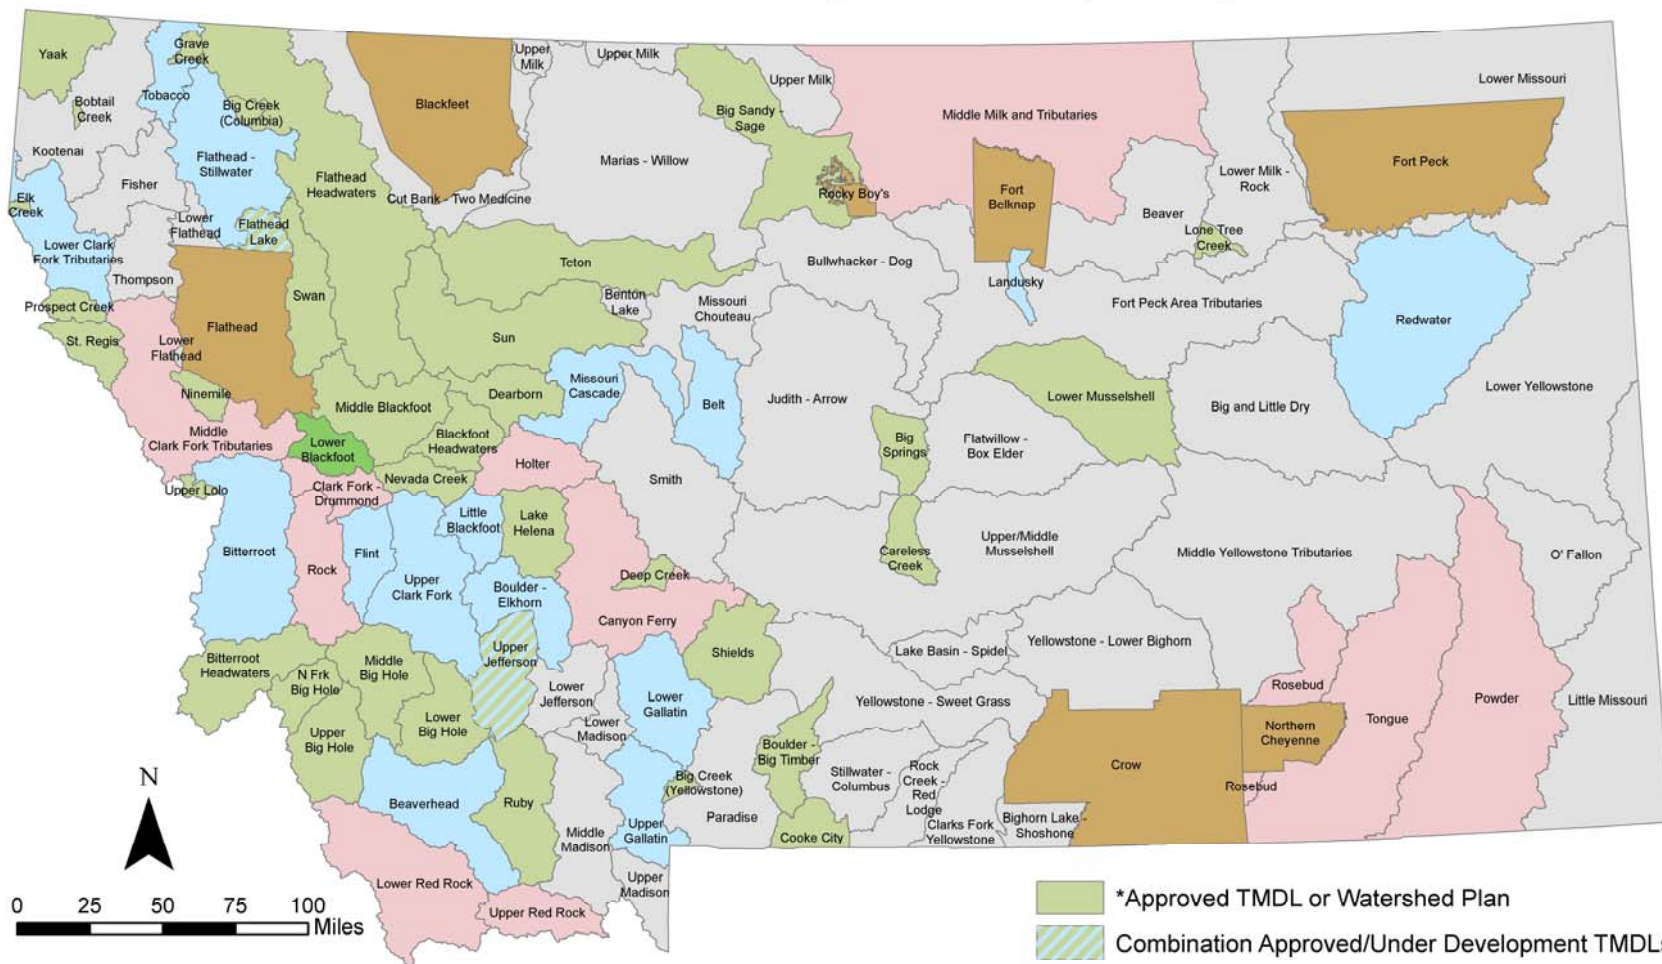 Yaak
Grave
Creek
Upper
Milk
Upper Milk
Upper Milk
Lower Missouri
Tobacco
Bobtail
Creek
Big Creek
(Columbia)
Blackfeet
Big Sandy -
Sage
Middle Milk and Tributaries
Kootenai
Flathead -
Stillwater
Marias - Willow
Fort Peck
Fisher
Flathead
Headwaters
Cut Bank - Two Medicine
Rocky Boy's
Fort
Belknap
Lower Milk -
Rock
Elk
Creek
Lower
Flathead
Flathead
Lake
Beaver
Lone Tree
Creek
Lower Clark
Fork Tributaries
Thompson
Teton
Bullwhacker - Dog
Landusky
Fort Peck Area Tributaries
Prospect Creek
Swan
Benton
Lake
Missouri
Chouteau
Redwater
St. Regis
Lower
Flathead
Flathead
Sun
Ninemile
Middle Blackfoot
Dearborn
Missouri
Cascade
Belt
Judith - Arrow
Lower Musselshell
Big and Little Dry
Lower Yellowstone
Middle
Clark Fork Tributaries
Lower
Blackfoot
Blackfoot
Headwaters
Big
Springs
Flatwillow -
Box Elder
Upper Lolo
Clark Fork -
Drummond
Nevada Creek
Holter
Smith
Bitterroot
Rock
Flint
Upper
Clark Fork
Little
Blackfoot
Lake
Helena
Careless
Creek
Upper/Middle
Musselshell
Middle Yellowstone Tributaries
O' Fallon
Boulder -
Elkhorn
Deep Creek
Canyon Ferry
Bitterroot
Headwaters
N Frk
Big Hole
Middle
Big Hole
Upper
Jefferson
Shields
Lake Basin - Spidel
Yellowstone - Lower Bighorn
Lower
Jefferson
Lower
Gallatin
Yellowstone - Sweet Grass
Rosebud
Tongue
Powder
Little Missouri
Upper
Big Hole
Lower
Big Hole
Lower
Madison
Boulder -
Big Timber
Northern
Cheyenne
Crow
Rosebud
N
Beaverhead
Ruby
Big Creek
(Yellowstone)
Paradise
Stillwater -
Columbus
Rock
Creek -
Red
Lodge
Clarks Fork
Yellowstone
Bighorn Lake -
Shoshone
Middle
Madison
Upper
Gallatin
Cooke City
Lower Red Rock
Upper
Madison
Upper Red Rock
0 25 50 75 100
Miles
*Approved TMDL or Watershed Plan
Combination Approved/Under Development TMDLs